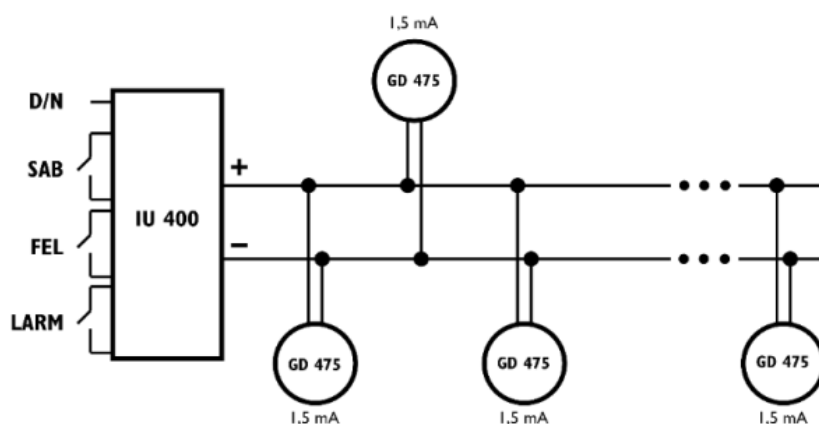 1,5 mA
GD 475
D/N
SAB
+
IU 400
FEL
−
LARM
GD 475
GD 475
GD 475
1,5 mA
1,5 mA
1,5 mA